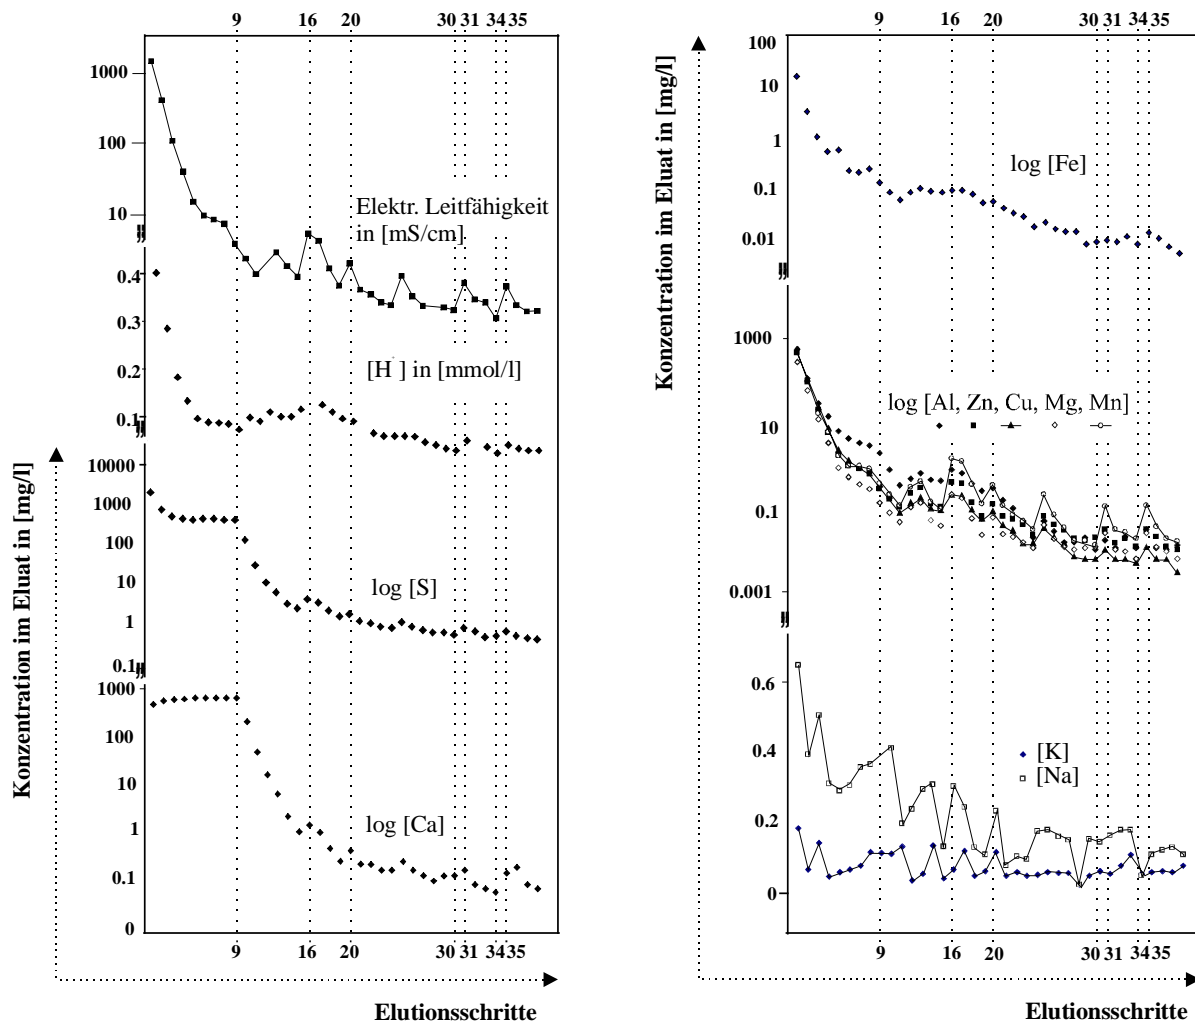 9 16 20 30 31 34 35
1000
100
10
Elektr. Leitfähigkeit
in [mS/cm]
0.4
0.3
0.2
0.1
[H˙] in [mmol/l]
10000
1000
100
10
1
0.1
log [S]
1000
100
10
1
0.1
0
log [Ca]
9 16 20 30 31 34 35
Konzentration im Eluat in [mg/l]
Elutionsschritte
9 16 20 30 31 34 35
100
10
1
0.1
0.01
log [Fe]
1000
10
0.1
0.001
log [Al, Zn, Cu, Mg, Mn]
0.6
0.4
0.2
0
[K]
[Na]
9 16 20 30 31 34 35
Konzentration im Eluat in [mg/l]
Elutionsschritte